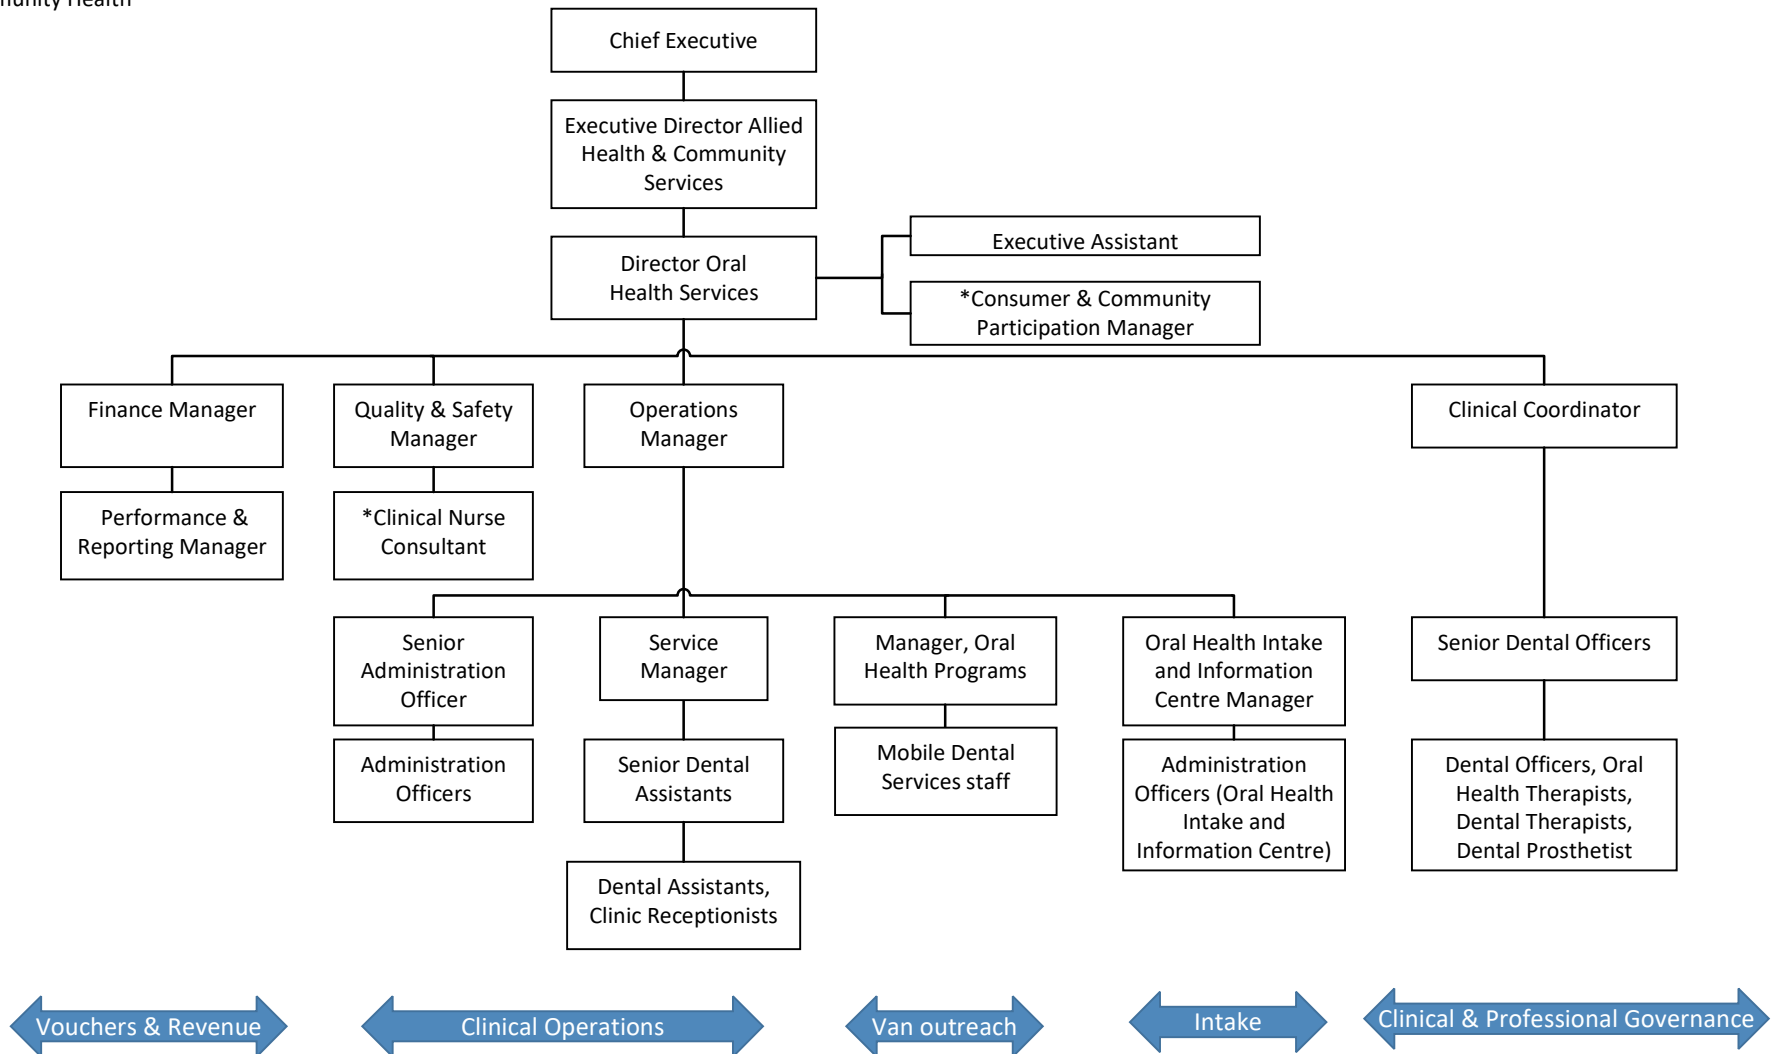 Chief Executive
Executive Director Allied
Health & Community
Services
Director Oral
Health Services
Executive Assistant
*Consumer & Community
Participation Manager
Finance Manager
Quality & Safety
Manager
Operations
Manager
Clinical Coordinator
Performance &
Reporting Manager
*Clinical Nurse
Consultant
Senior
Administration
Officer
Service
Manager
Manager, Oral
Health Programs
Oral Health Intake
and Information
Centre Manager
Senior Dental Officers
Administration
Officers
Senior Dental
Assistants
Mobile Dental
Services staff
Administration
Officers (Oral Health
Intake and
Information Centre)
Dental Officers, Oral
Health Therapists,
Dental Therapists,
Dental Prosthetist
Dental Assistants,
Clinic Receptionists
Vouchers & Revenue
Clinical Operations
Van outreach
Intake
Clinical & Professional Governance